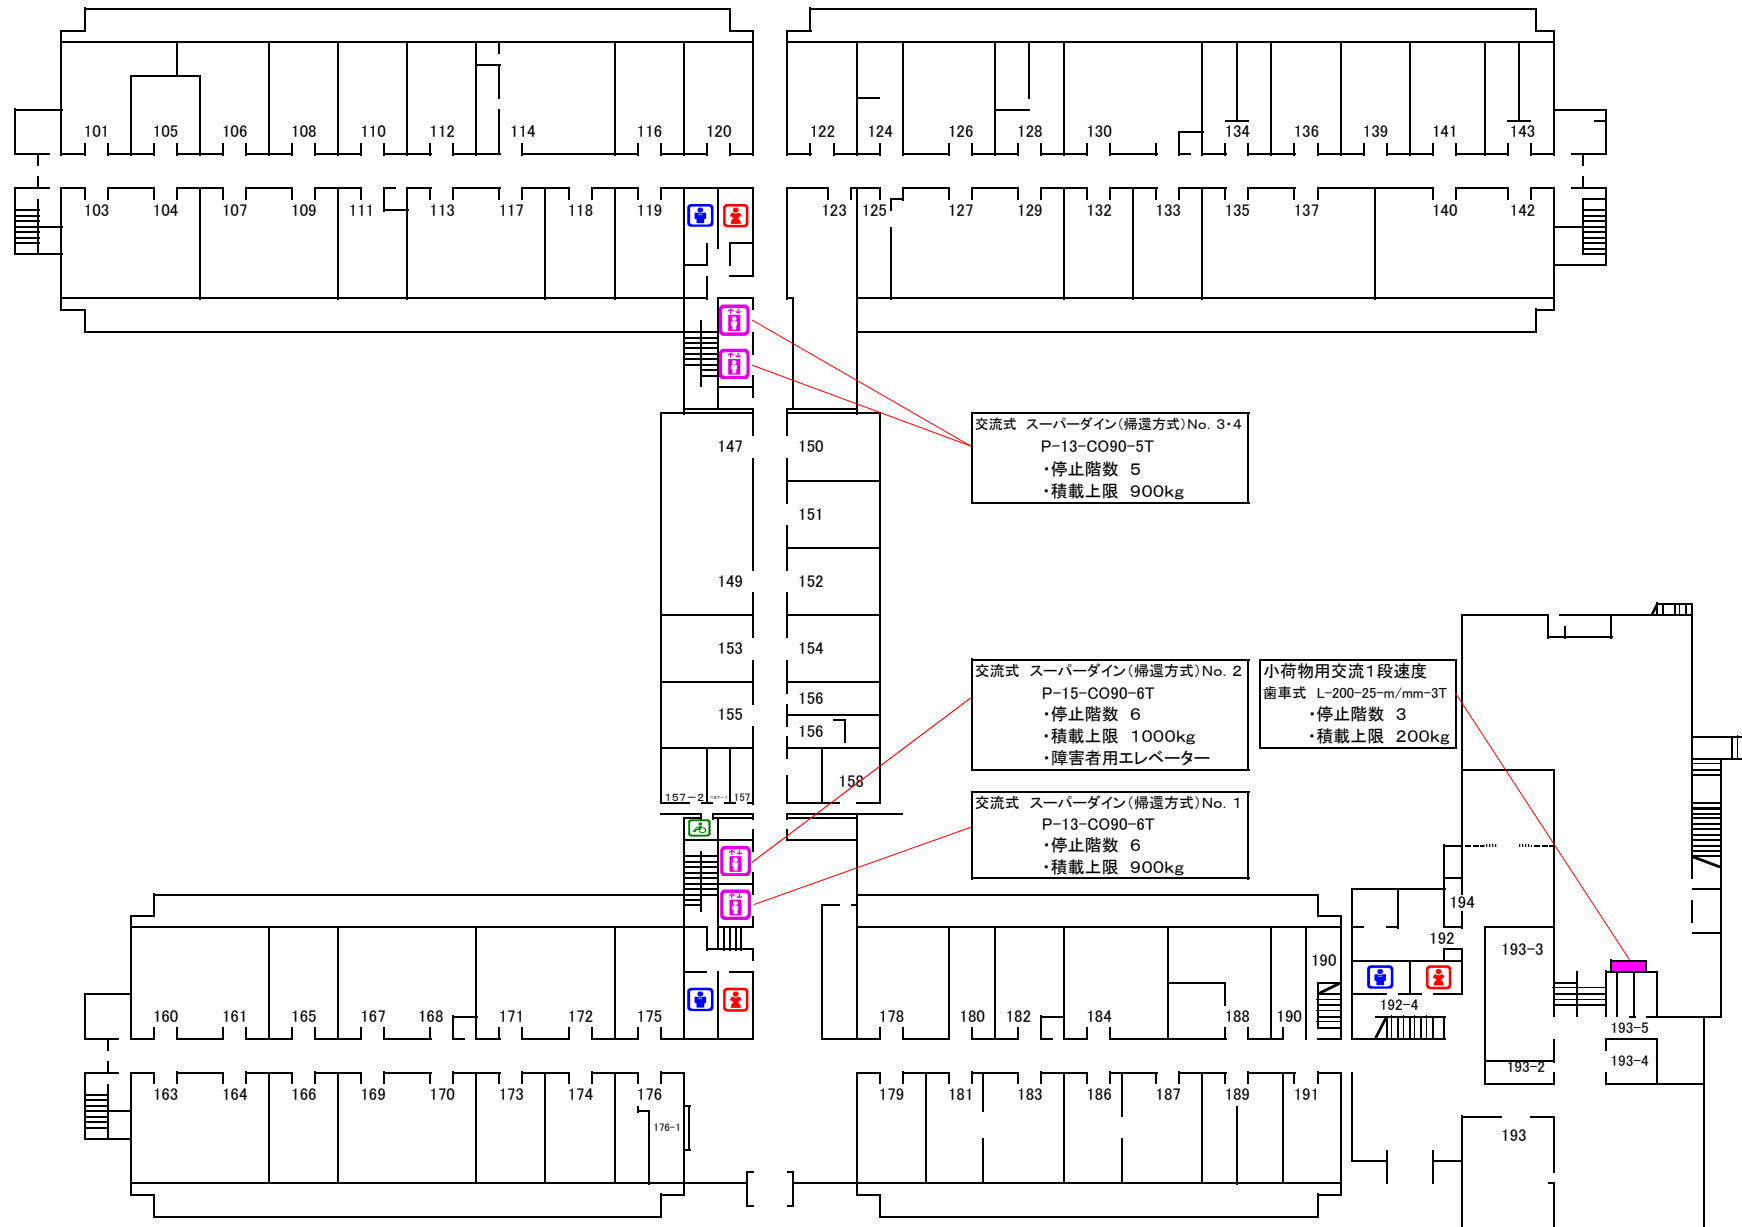 101 105 106 108 110 112 114 116 120 122 124 126 128 130 134 136 139 141 143
103 104 107 109 111 113 117 118 119 123 125 127 129 132 133 135 137 140 142
交流式 スーパーダイン(帰還方式)No. 3・4
P-13-CO90-5T
・停止階数 5
・積載上限 900kg
147 150
151
149 152
153 154
156
155
156
158
157-2 157-1 157
交流式 スーパーダイン(帰還方式)No. 2
P-15-CO90-6T
・停止階数 6
・積載上限 1000kg
・障害者用エレベーター
小荷物用交流1段速度
歯車式 L-200-25-m/mm-3T
・停止階数 3
・積載上限 200kg
交流式 スーパーダイン(帰還方式)No. 1
P-13-CO90-6T
・停止階数 6
・積載上限 900kg
194
192 193-3
190
192-4
160 161 165 167 168 171 172 175 178 180 182 184 188 190
193-5
193-4
193-2
163 164 166 169 170 173 174 176 179 181 183 186 187 189 191
176-1
193